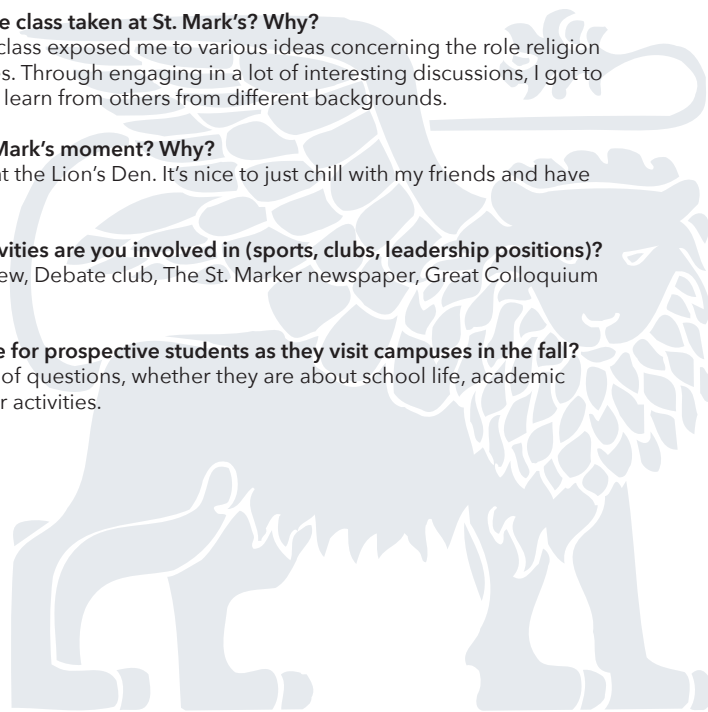 e class taken at St. Mark's? Why?
class exposed me to various ideas concerning the role religion
s. Through engaging in a lot of interesting discussions, I got to
learn from others from different backgrounds.
Mark's moment? Why?
at the Lion's Den. It's nice to just chill with my friends and have
vities are you involved in (sports, clubs, leadership positions)?
ew, Debate club, The St. Marker newspaper, Great Colloquium
e for prospective students as they visit campuses in the fall?
of questions, whether they are about school life, academic
r activities.